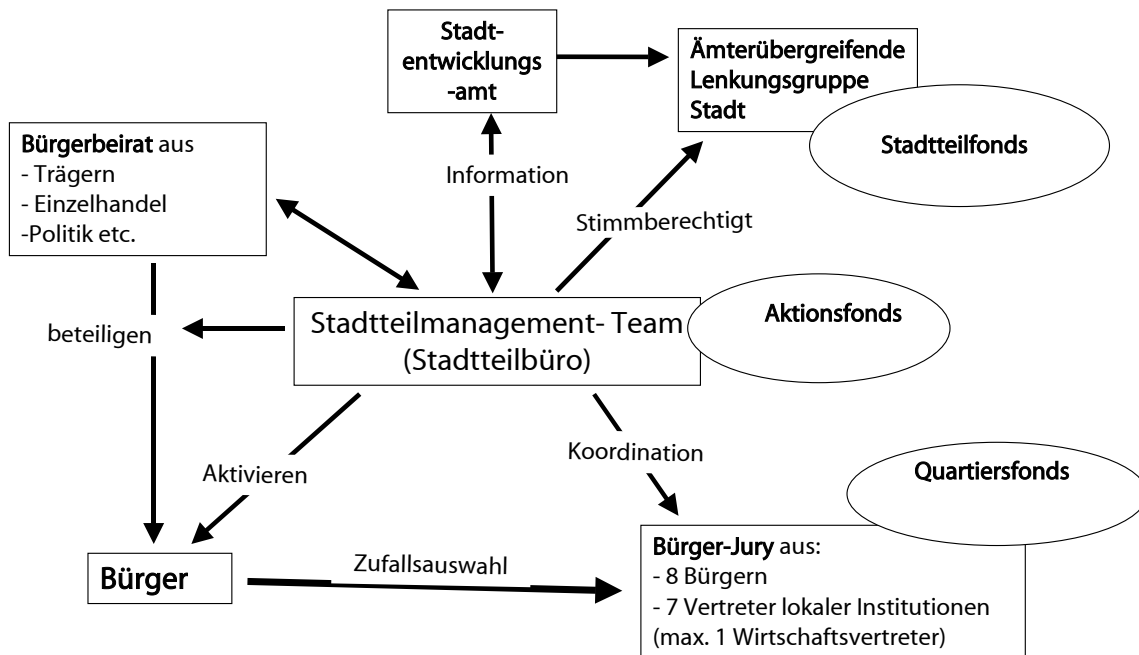 Stadt-
entwicklungs
-amt
Ämterübergreifende
Lenkungsgruppe
Stadt
Stadtteilfonds
Bürgerbeirat aus
- Trägern
- Einzelhandel
-Politik etc.
Information
Stimmberechtigt
beteiligen
Stadtteilmanagement- Team
(Stadtteilbüro)
Aktionsfonds
Aktivieren
Koordination
Quartiersfonds
Bürger
Zufallsauswahl
Bürger-Jury aus:
- 8 Bürgern
- 7 Vertreter lokaler Institutionen
(max. 1 Wirtschaftsvertreter)